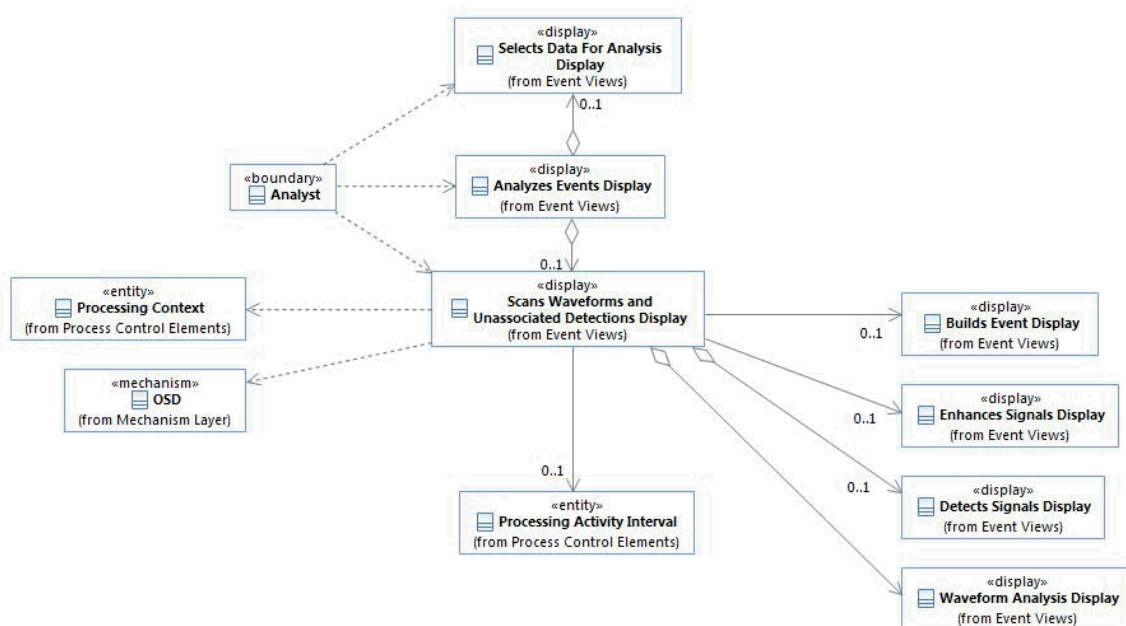 «display»
Selects Data For Analysis
Display
(from Event Views)
0..1
«boundary»
Analyst
«display»
Analyzes Events Display
(from Event Views)
0..1
«display»
Scans Waveforms and
Unassociated Detections Display
(from Event Views)
«entity»
Processing Context
(from Process Control Elements)
«mechanism»
OSD
(from Mechanism Layer)
«display»
Builds Event Display
(from Event Views)
0..1
«display»
Enhances Signals Display
(from Event Views)
0..1
«display»
Detects Signals Display
(from Event Views)
0..1
0..1
«entity»
Processing Activity Interval
(from Process Control Elements)
«display»
Waveform Analysis Display
(from Event Views)